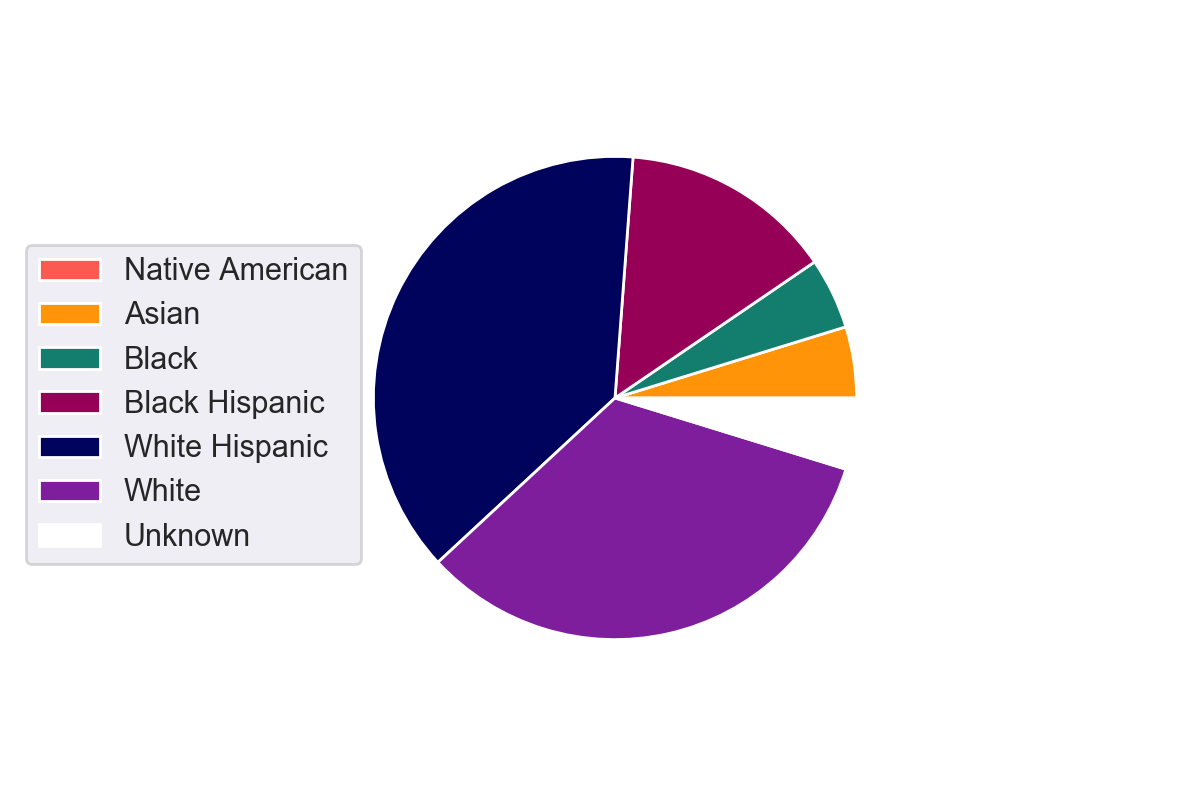 Native American
Asian
Black
Black Hispanic
White Hispanic
White
Unknown